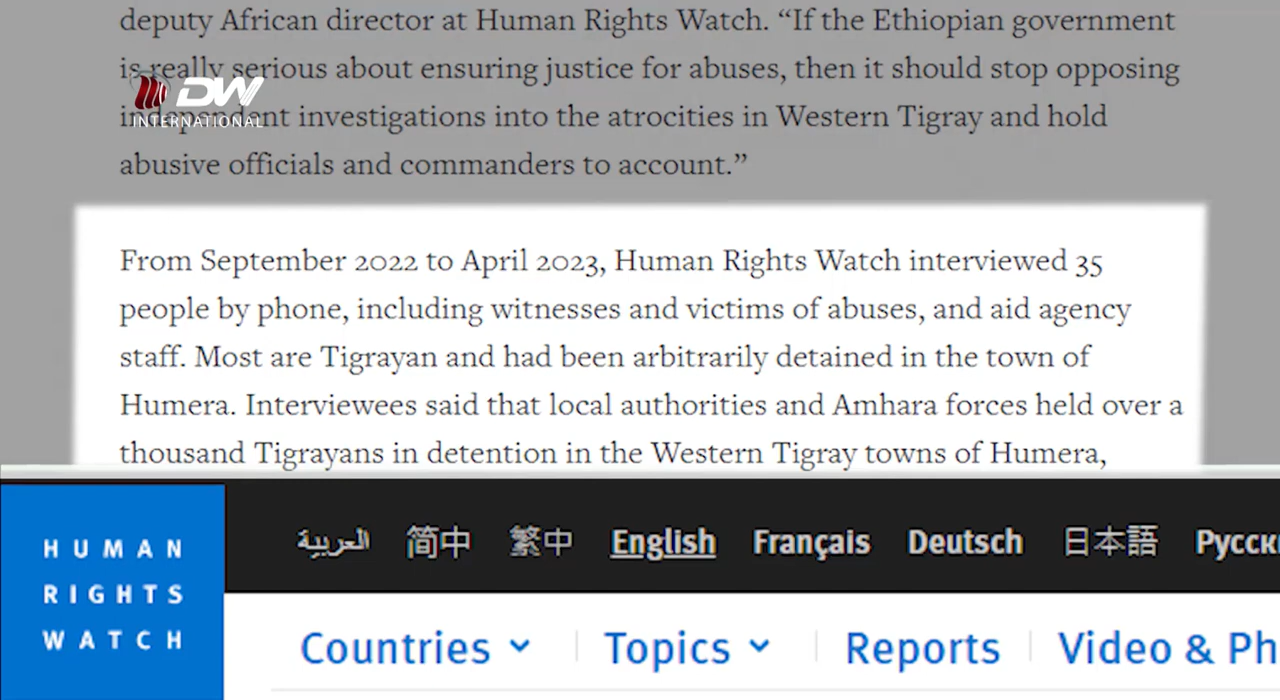 deputy African director at Human Rights Watch. “If the Ethiopian government
is really serious about ensuring justice for abuses, then it should stop opposing
independent investigations into the atrocities in Western Tigray and hold
abusive officials and commanders to account.”
DW
INTERNATIONAL
From September 2022 to April 2023, Human Rights Watch interviewed 35
people by phone, including witnesses and victims of abuses, and aid agency
staff. Most are Tigrayan and had been arbitrarily detained in the town of
Humera. Interviewees said that local authorities and Amhara forces held over a
thousand Tigrayans in detention in the Western Tigray towns of Humera,
HUMAN
RIGHTS
WATCH
العربية 简中 繁中 English Français Deutsch 日本語 Русск
Countries Topics Reports Video & Ph